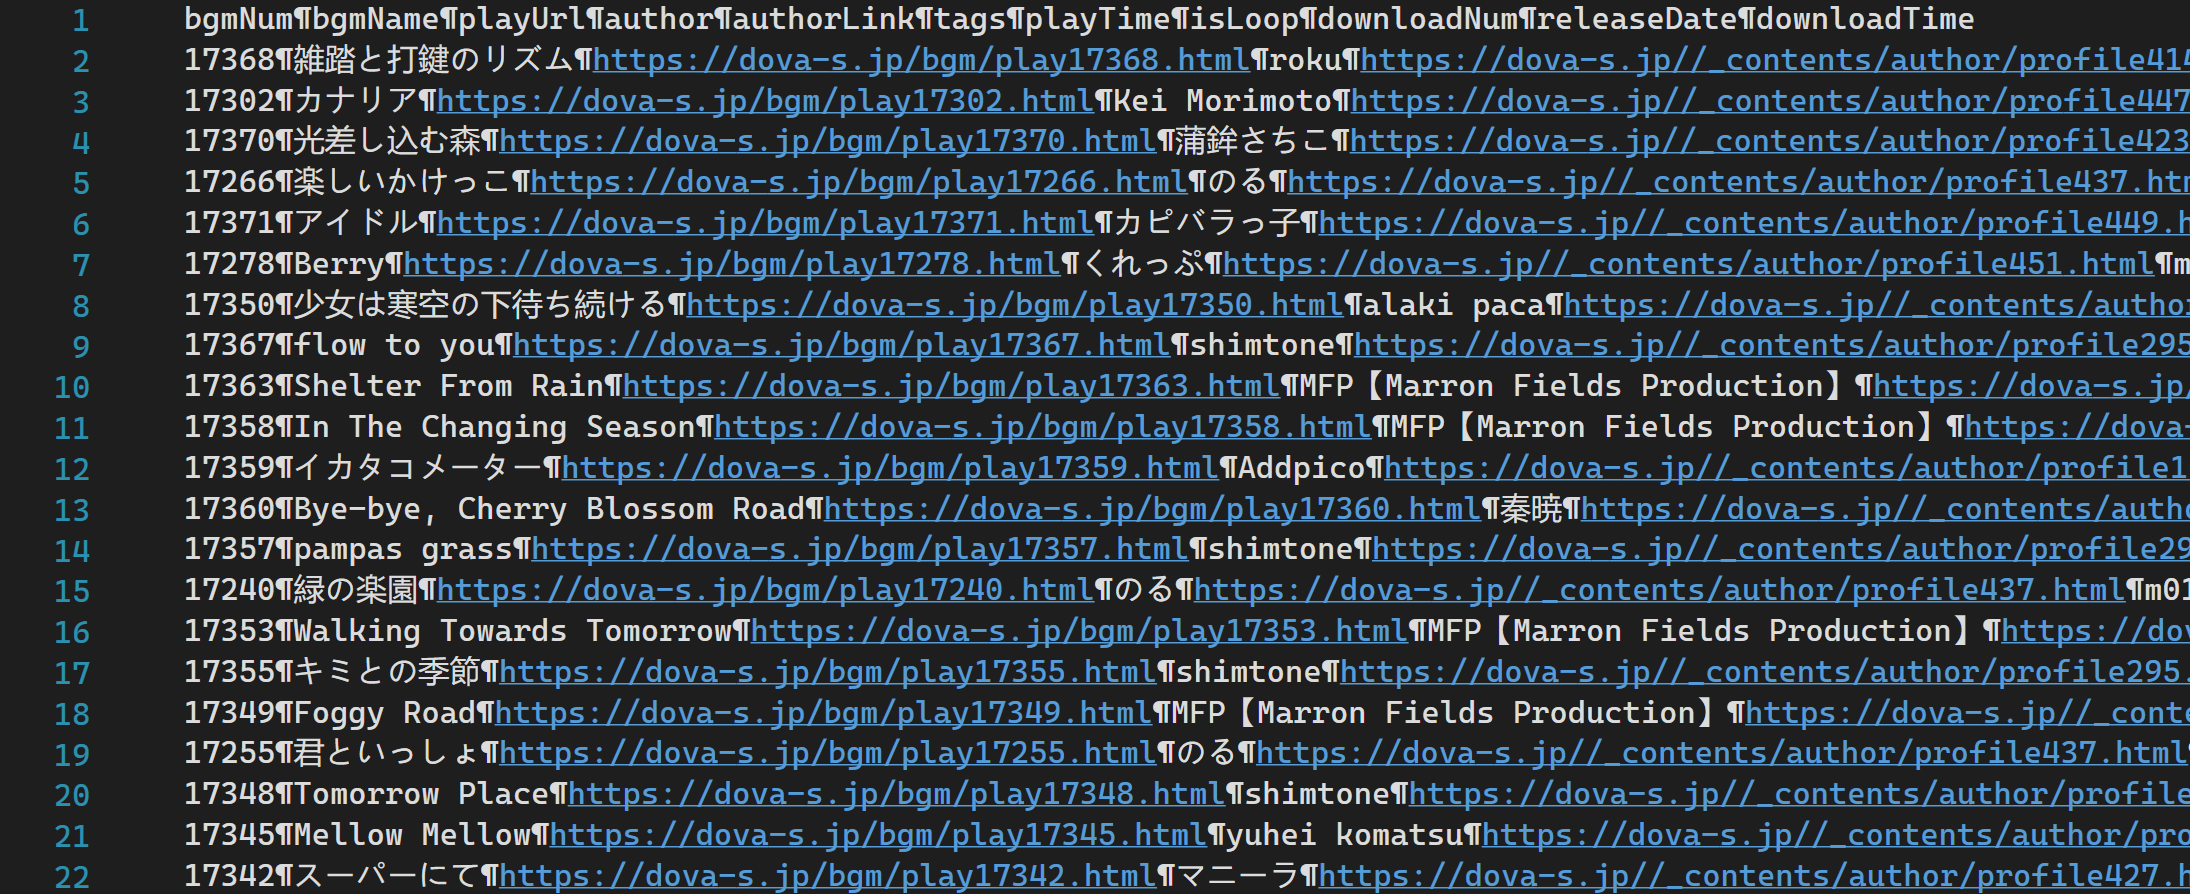 1 bgmNum¶bgmName¶playUrl¶author¶authorLink¶tags¶playTime¶isLoop¶downloadNum¶releaseDate¶downloadTime
2 17368¶雑踏と打鍵のリズム¶https://dova-s.jp/bgm/play17368.html¶roku¶https://dova-s.jp//_contents/author/profile414
3 17302¶カナリア¶https://dova-s.jp/bgm/play17302.html¶Kei Morimoto¶https://dova-s.jp//_contents/author/profile447
4 17370¶光差し込む森¶https://dova-s.jp/bgm/play17370.html¶蒲鉾さちこ¶https://dova-s.jp//_contents/author/profile423
5 17266¶楽しいかけっこ¶https://dova-s.jp/bgm/play17266.html¶のる¶https://dova-s.jp//_contents/author/profile437.htm
6 17371¶アイドル¶https://dova-s.jp/bgm/play17371.html¶カピバラっ子¶https://dova-s.jp//_contents/author/profile449.h
7 17278¶Berry¶https://dova-s.jp/bgm/play17278.html¶くれっぷ¶https://dova-s.jp//_contents/author/profile451.html¶m
8 17350¶少女は寒空の下待ち続ける¶https://dova-s.jp/bgm/play17350.html¶alaki paca¶https://dova-s.jp//_contents/autho
9 17367¶flow to you¶https://dova-s.jp/bgm/play17367.html¶shimtone¶https://dova-s.jp//_contents/author/profile295
10 17363¶Shelter From Rain¶https://dova-s.jp/bgm/play17363.html¶MFP【Marron Fields Production】¶https://dova-s.jp/
11 17358¶In The Changing Season¶https://dova-s.jp/bgm/play17358.html¶MFP【Marron Fields Production】¶https://dova-
12 17359¶イカタコメーター¶https://dova-s.jp/bgm/play17359.html¶Addpico¶https://dova-s.jp//_contents/author/profile1
13 17360¶Bye-bye, Cherry Blossom Road¶https://dova-s.jp/bgm/play17360.html¶秦暁¶https://dova-s.jp//_contents/autho
14 17357¶pampas grass¶https://dova-s.jp/bgm/play17357.html¶shimtone¶https://dova-s.jp//_contents/author/profile29
15 17240¶緑の楽園¶https://dova-s.jp/bgm/play17240.html¶のる¶https://dova-s.jp//_contents/author/profile437.html¶m01
16 17353¶Walking Towards Tomorrow¶https://dova-s.jp/bgm/play17353.html¶MFP【Marron Fields Production】¶https://dov
17 17355¶キミとの季節¶https://dova-s.jp/bgm/play17355.html¶shimtone¶https://dova-s.jp//_contents/author/profile295.
18 17349¶Foggy Road¶https://dova-s.jp/bgm/play17349.html¶MFP【Marron Fields Production】¶https://dova-s.jp//_conte
19 17255¶君といっしょ¶https://dova-s.jp/bgm/play17255.html¶のる¶https://dova-s.jp//_contents/author/profile437.html
20 17348¶Tomorrow Place¶https://dova-s.jp/bgm/play17348.html¶shimtone¶https://dova-s.jp//_contents/author/profile
21 17345¶Mellow Mellow¶https://dova-s.jp/bgm/play17345.html¶yuhei komatsu¶https://dova-s.jp//_contents/author/pro
22 17342¶スーパーにて¶https://dova-s.jp/bgm/play17342.html¶マニーラ¶https://dova-s.jp//_contents/author/profile427.h